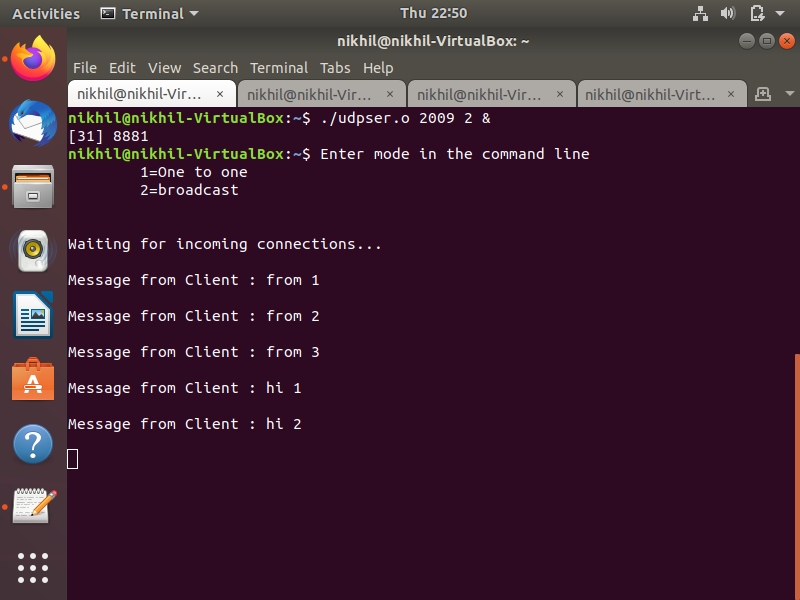 Activities Terminal Thu 22:50
nikhil@nikhil-VirtualBox: ~
File Edit View Search Terminal Tabs Help
nikhil@nikhil-Vir... × nikhil@nikhil-Vir... × nikhil@nikhil-Vir... × nikhil@nikhil-Virt... ×
nikhil@nikhil-VirtualBox:~$ ./udpser.o 2009 2 &
[31] 8881
nikhil@nikhil-VirtualBox:~$ Enter mode in the command line
1=One to one
2=broadcast
Waiting for incoming connections...
Message from Client : from 1
Message from Client : from 2
Message from Client : from 3
Message from Client : hi 1
Message from Client : hi 2